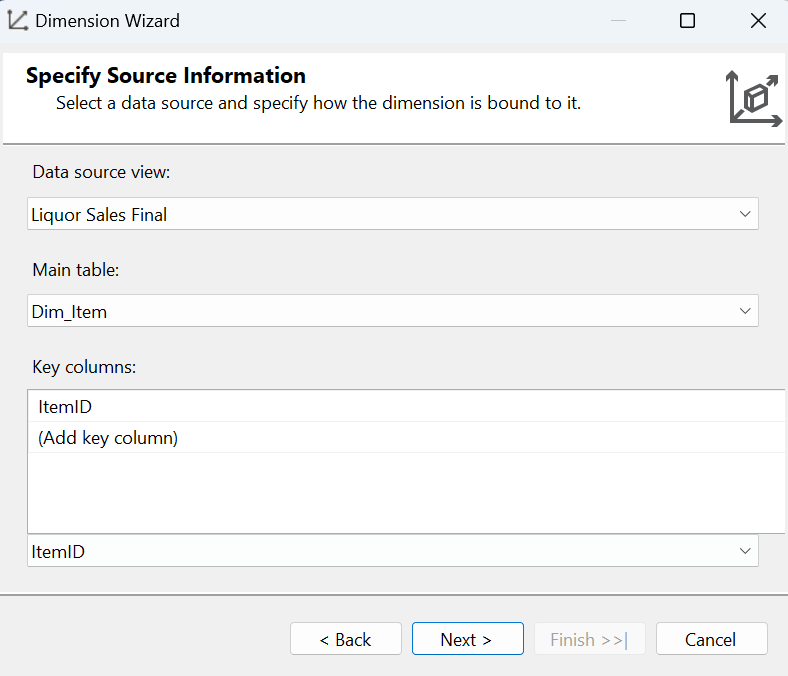 Dimension Wizard
Specify Source Information
Select a data source and specify how the dimension is bound to it.
Data source view:
Liquor Sales Final
Main table:
Dim_Item
Key columns:
ItemID
(Add key column)
ItemID
< Back
Next >
Finish >>|
Cancel